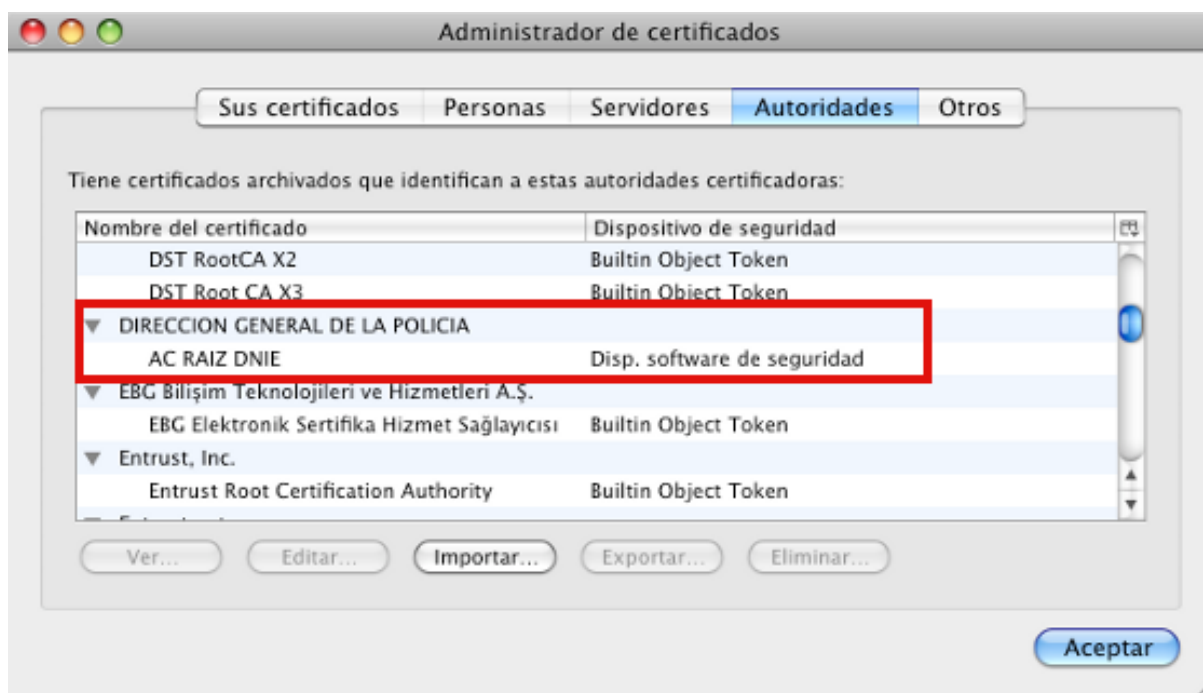 Administrador de certificados
Sus certificados Personas Servidores Autoridades Otros
Tiene certificados archivados que identifican a estas autoridades certificadoras:
Nombre del certificado Dispositivo de seguridad
DST RootCA X2 Builtin Object Token
DST Root CA X3 Builtin Object Token
DIRECCION GENERAL DE LA POLICIA
AC RAIZ DNIE Disp. software de seguridad
EBG Bilişim Teknolojileri ve Hizmetleri A.Ş.
EBG Elektronik Sertifika Hizmet Sağlayıcısı Builtin Object Token
Entrust, Inc.
Entrust Root Certification Authority Builtin Object Token
Ver... Editar... Importar... Exportar... Eliminar...
Aceptar